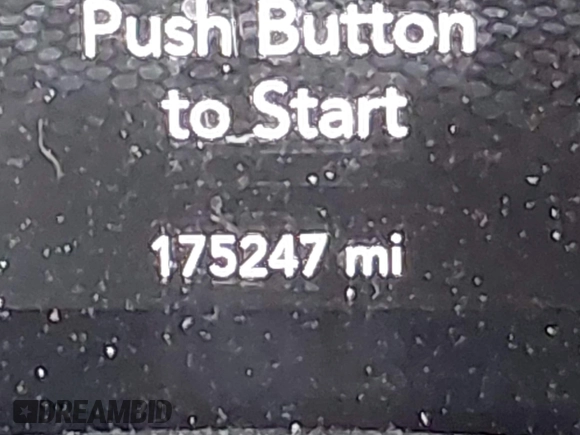 Push Button
to Start
175247 mi
DREAMBID